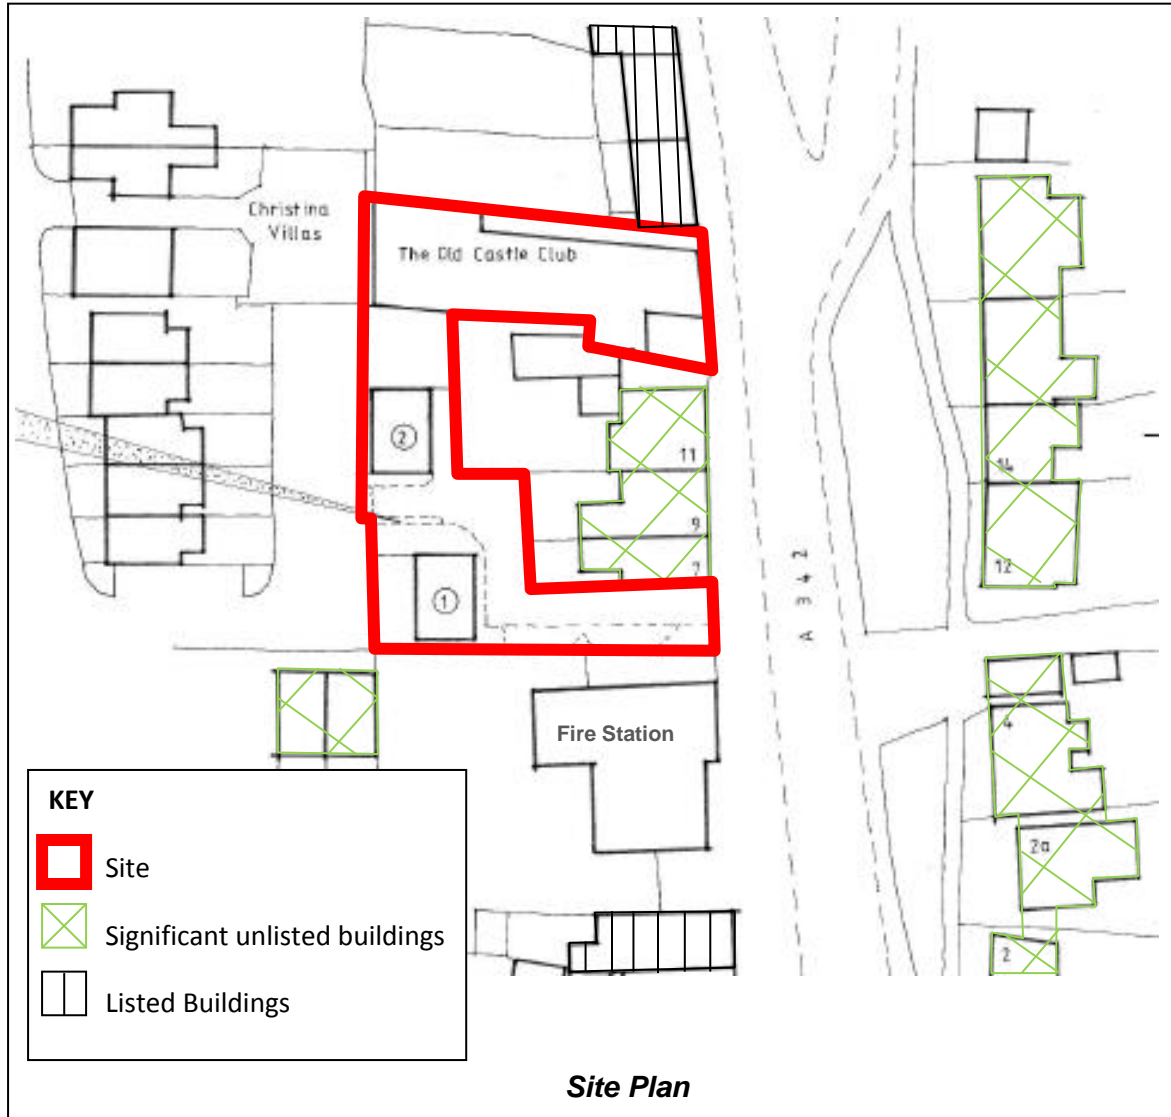 Christina
Villas
The Old Castle Club
2
1
11
9
7
A 342
14
12
4
2a
2
Fire Station
KEY
Site
Significant unlisted buildings
Listed Buildings
Site Plan